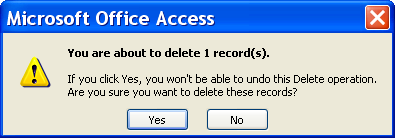 Microsoft Office Access
You are about to delete 1 record(s).
If you click Yes, you won't be able to undo this Delete operation.
Are you sure you want to delete these records?
Yes No